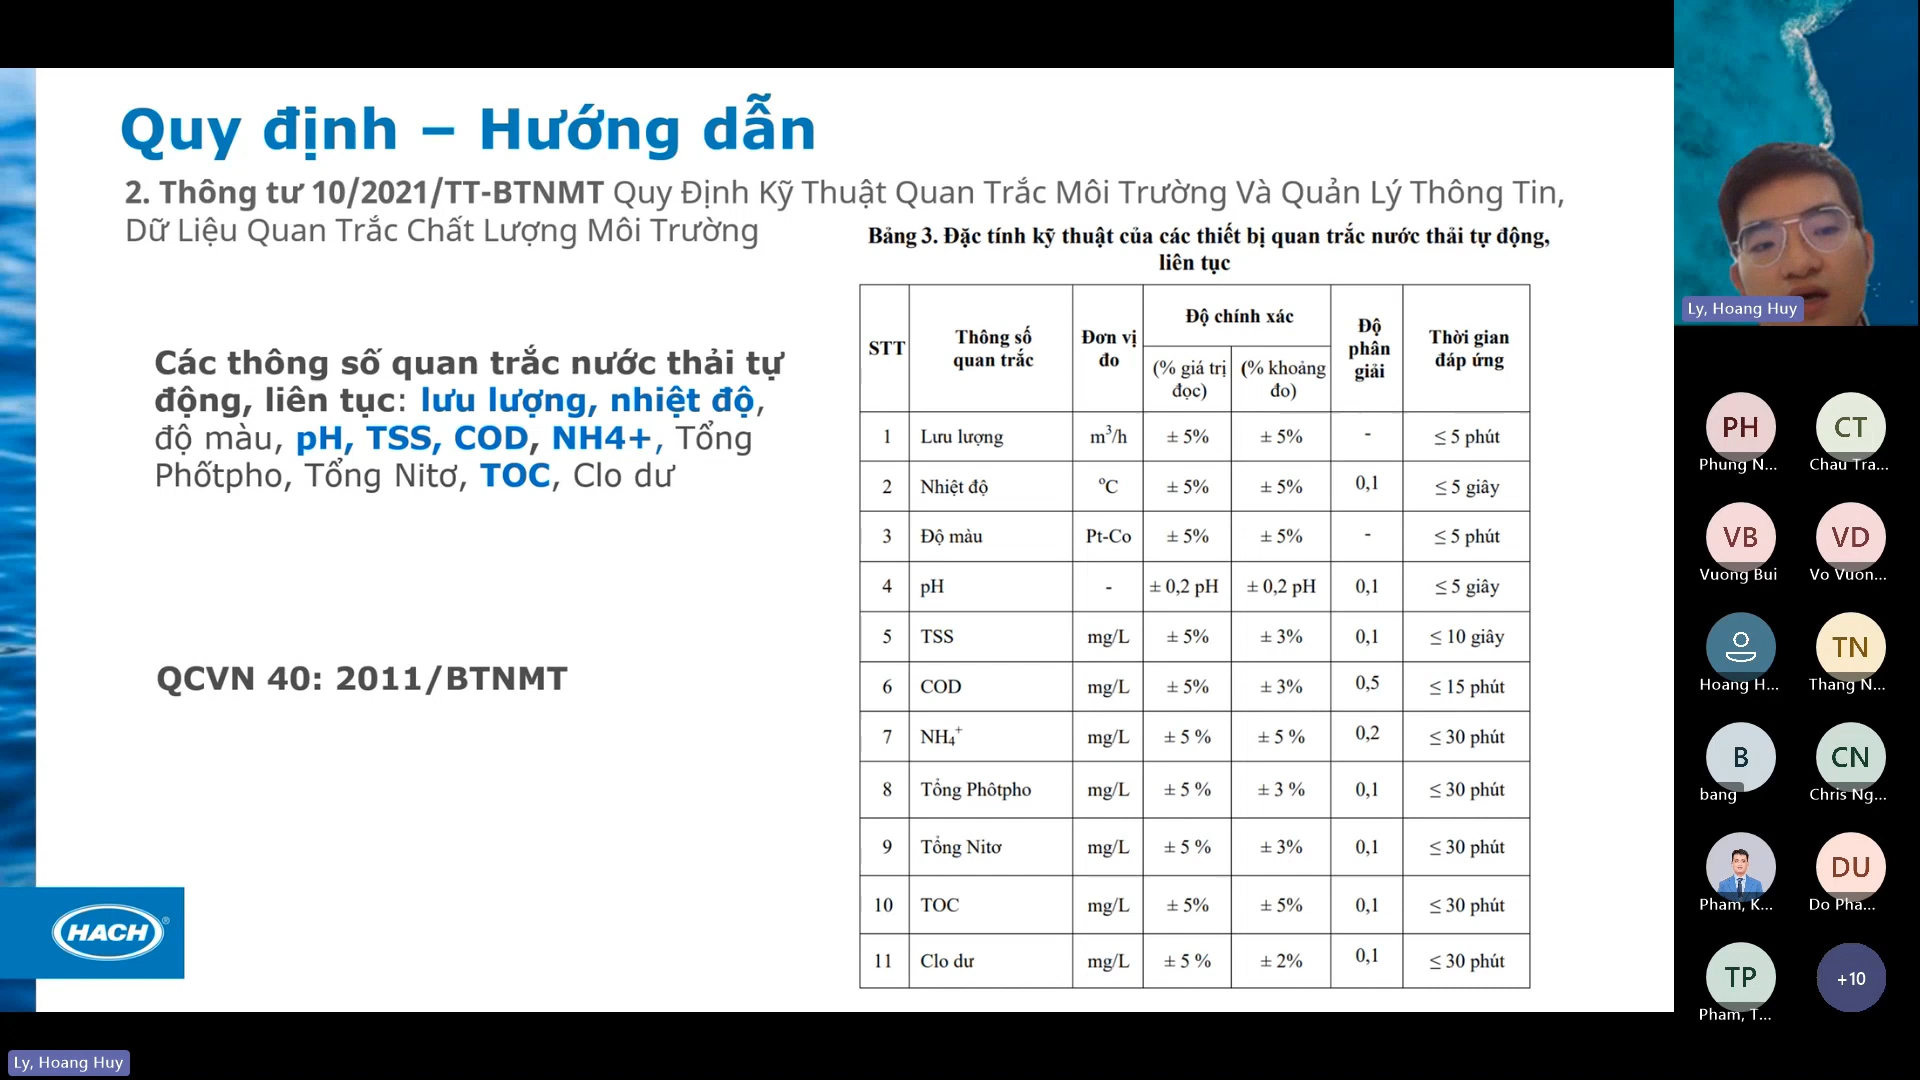 Quy định – Hướng dẫn
2. Thông tư 10/2021/TT-BTNMT Quy Định Kỹ Thuật Quan Trắc Môi Trường Và Quản Lý Thông Tin,
Dữ Liệu Quan Trắc Chất Lượng Môi Trường
Các thông số quan trắc nước thải tự
động, liên tục: lưu lượng, nhiệt độ,
độ màu, pH, TSS, COD, NH4+, Tổng
Phốtpho, Tổng Nitơ, TOC, Clo dư
QCVN 40: 2011/BTNMT
HACH®
Bảng 3. Đặc tính kỹ thuật của các thiết bị quan trắc nước thải tự động,
liên tục
STT Thông số quan trắc Đơn vị đo Độ chính xác Độ phân giải Thời gian đáp ứng
(% giá trị đọc) (% khoảng đo)
1 Lưu lượng m³/h ± 5% ± 5% - ≤ 5 phút
2 Nhiệt độ ºC ± 5% ± 5% 0,1 ≤ 5 giây
3 Độ màu Pt-Co ± 5% ± 5% - ≤ 5 phút
4 pH - ± 0,2 pH ± 0,2 pH 0,1 ≤ 5 giây
5 TSS mg/L ± 5% ± 3% 0,1 ≤ 10 giây
6 COD mg/L ± 5% ± 3% 0,5 ≤ 15 phút
7 NH₄⁺ mg/L ± 5 % ± 5 % 0,2 ≤ 30 phút
8 Tổng Phôtpho mg/L ± 5 % ± 3 % 0,1 ≤ 30 phút
9 Tổng Nitơ mg/L ± 5 % ± 3% 0,1 ≤ 30 phút
10 TOC mg/L ± 5% ± 5% 0,1 ≤ 30 phút
11 Clo dư mg/L ± 5 % ± 2% 0,1 ≤ 30 phút
Ly, Hoang Huy
PH CT
Phung N... Chau Tra...
VB VD
Vuong Bui Vo Vuon...
TN
Hoang H... Thang N...
B CN
bang Chris Ng...
DU
Pham, K... Do Pha...
TP +10
Pham, T...
Ly, Hoang Huy